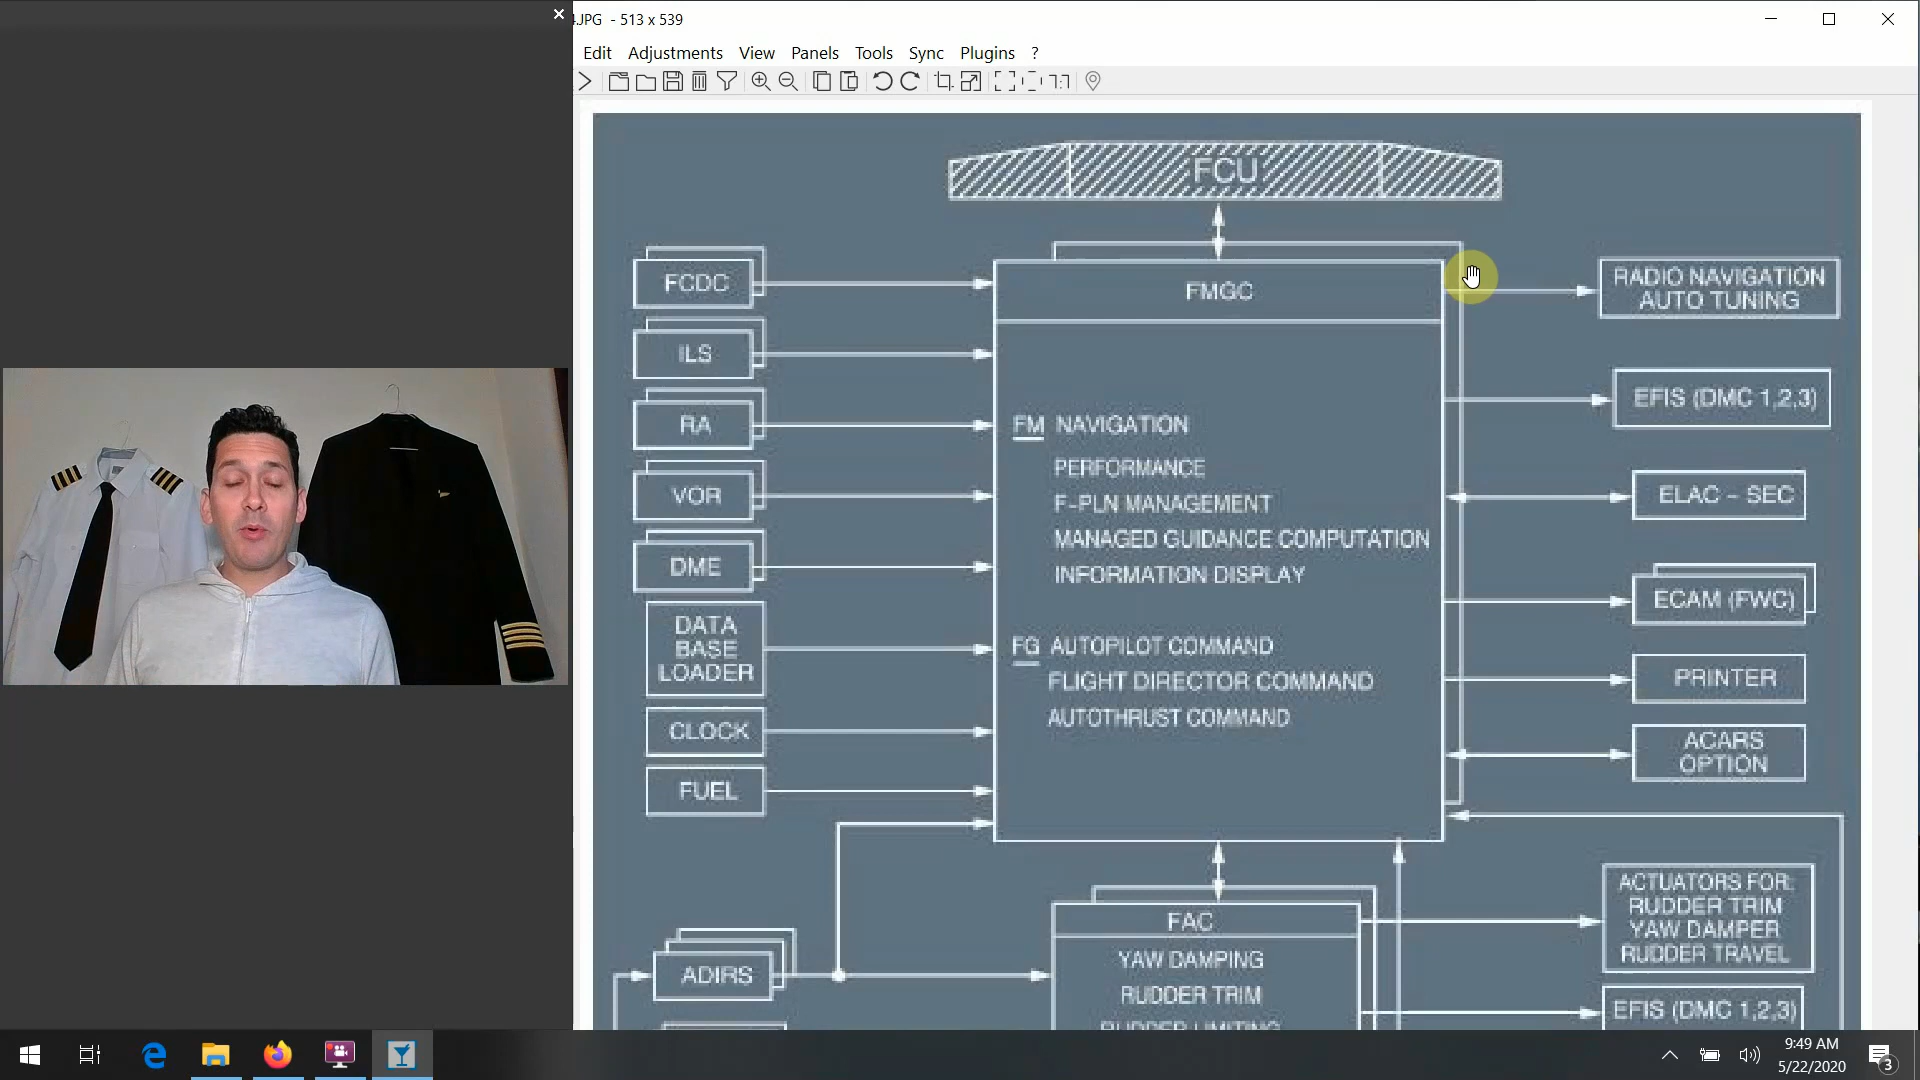 4.JPG - 513 x 539
Edit Adjustments View Panels Tools Sync Plugins ?
FCU
FCDC
ILS
RA
VOR
DME
DATA
BASE
LOADER
CLOCK
FUEL
ADIRS
FMGC
FM NAVIGATION
PERFORMANCE
F-PLN MANAGEMENT
MANAGED GUIDANCE COMPUTATION
INFORMATION DISPLAY
FG AUTOPILOT COMMAND
FLIGHT DIRECTOR COMMAND
AUTOTHRUST COMMAND
FAC
YAW DAMPING
RUDDER TRIM
RUDDER LIMITING
RADIO NAVIGATION
AUTO TUNING
EFIS (DMC 1,2,3)
ELAC - SEC
ECAM (FWC)
PRINTER
ACARS
OPTION
ACTUATORS FOR:
RUDDER TRIM
YAW DAMPER
RUDDER TRAVEL
EFIS (DMC 1,2,3)
9:49 AM
5/22/2020
3